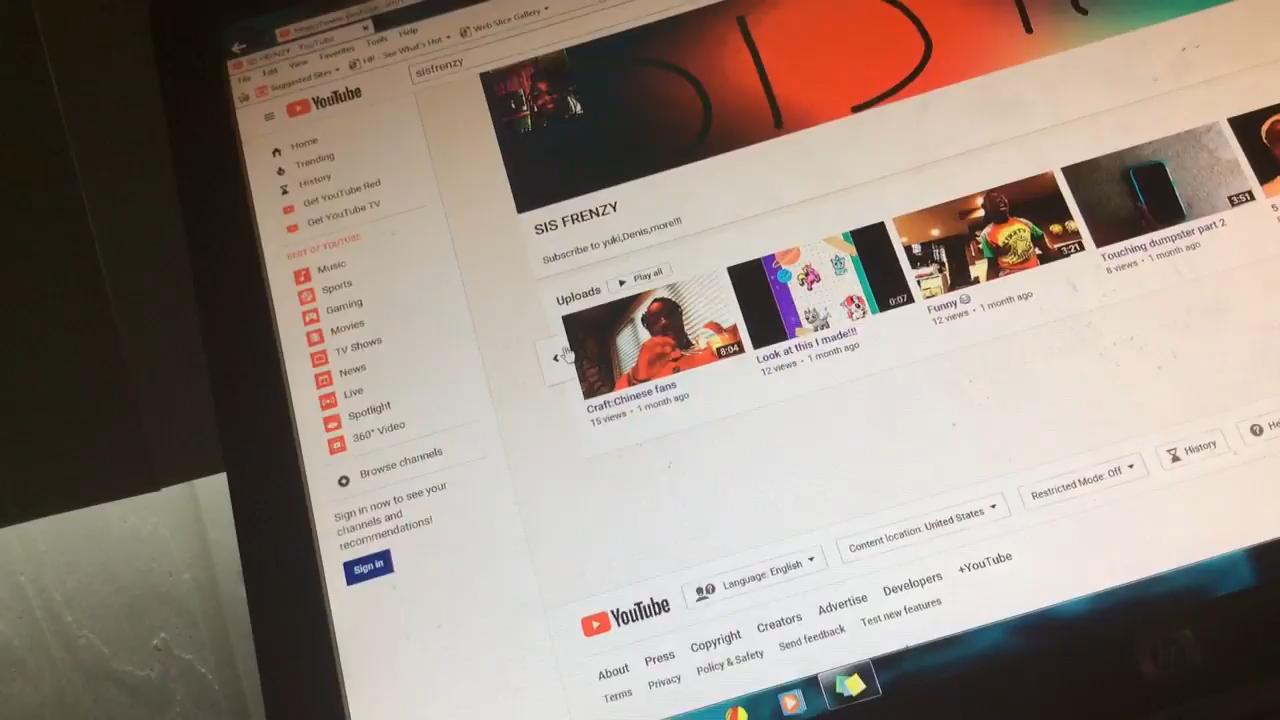 SIS FRENZY YouTube
File Edit View Favorites Tools Help
Suggested Sites HP - See What's Hot Web Slice Gallery
YouTube
sisfrenzy
Home
Trending
History
Get YouTube Red
Get YouTube TV
BEST OF YOUTUBE
Music
Sports
Gaming
Movies
TV Shows
News
Live
Spotlight
360° Video
Browse channels
Sign in now to see your
channels and
recommendations!
Sign in
SIS FRENZY
Subscribe to yuki,Denis,more!!!
Uploads Play all
8:04
Craft:Chinese fans
15 views • 1 month ago
0:07
Look at this I made!!!
12 views • 1 month ago
3:21
Funny 😂
12 views • 1 month ago
3:51
Touching dumpster part 2
8 views • 1 month ago
YouTube
Language: English
Content location: United States
Restricted Mode: Off
History
About Press Copyright Creators Advertise Developers +YouTube
Terms Privacy Policy & Safety Send feedback Test new features